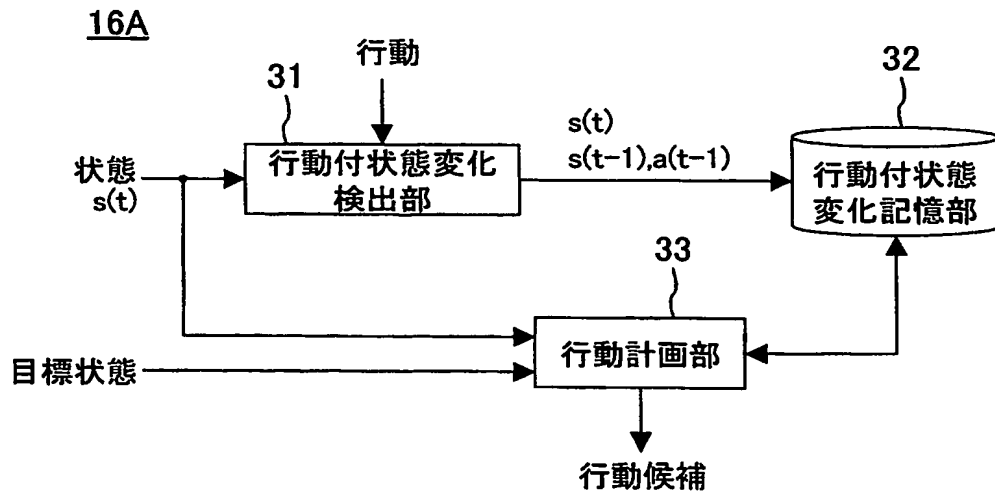 16A
行動
31
32
状態
s(t)
行動付状態変化
検出部
s(t)
s(t-1),a(t-1)
行動付状態
変化記憶部
33
目標状態
行動計画部
行動候補